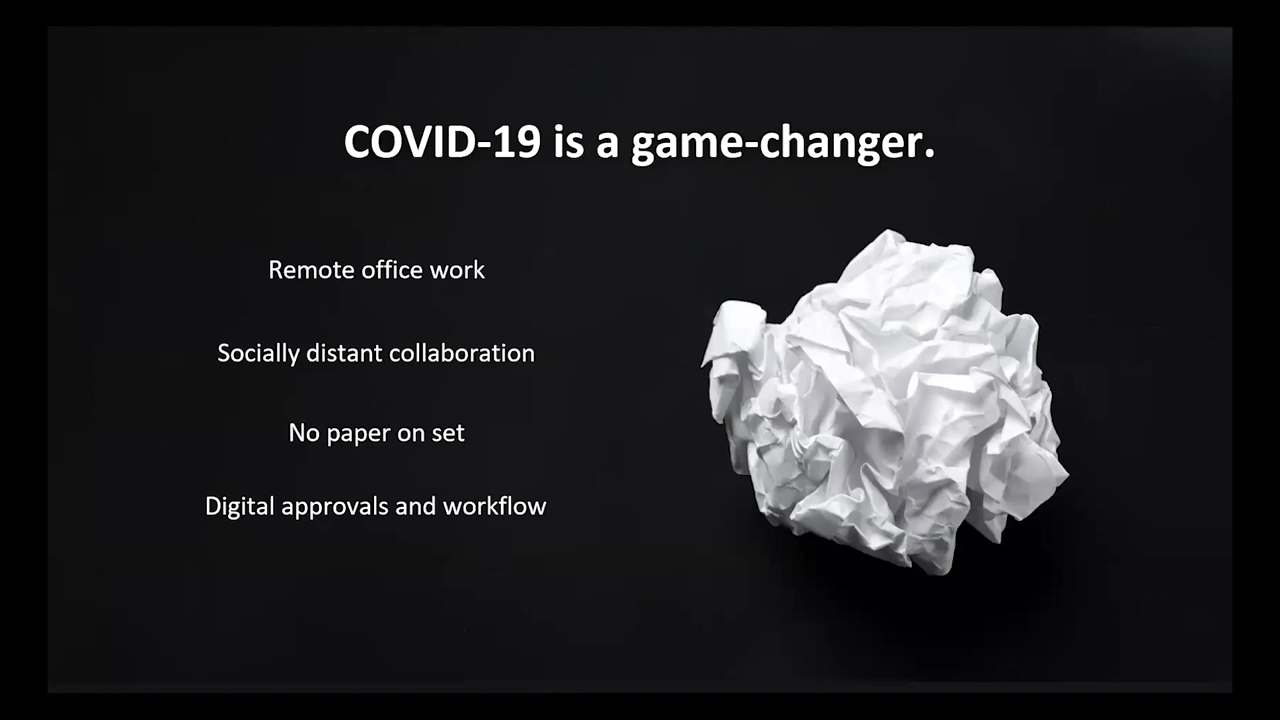 COVID-19 is a game-changer.
Remote office work
Socially distant collaboration
No paper on set
Digital approvals and workflow